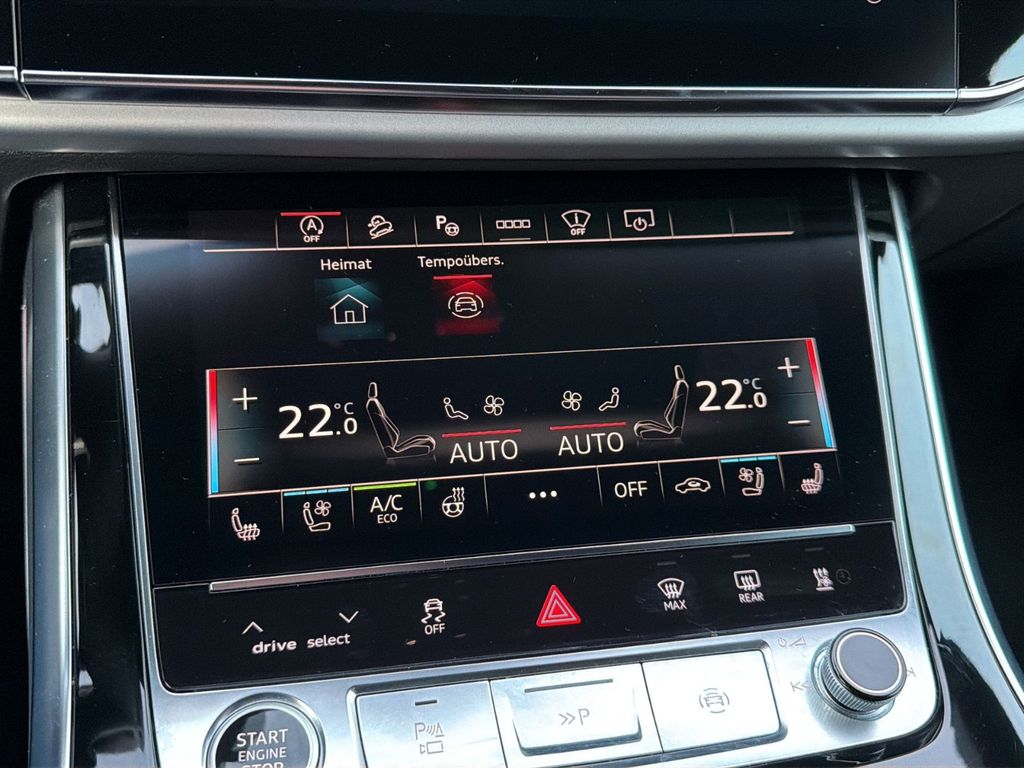 A
OFF
P
OFF
Heimat Tempoübers.
+ 22.0 °C 22.0 °C +
− AUTO AUTO −
A/C
ECO
... OFF
drive select
OFF
MAX
REAR
START
ENGINE
STOP
P
>>P